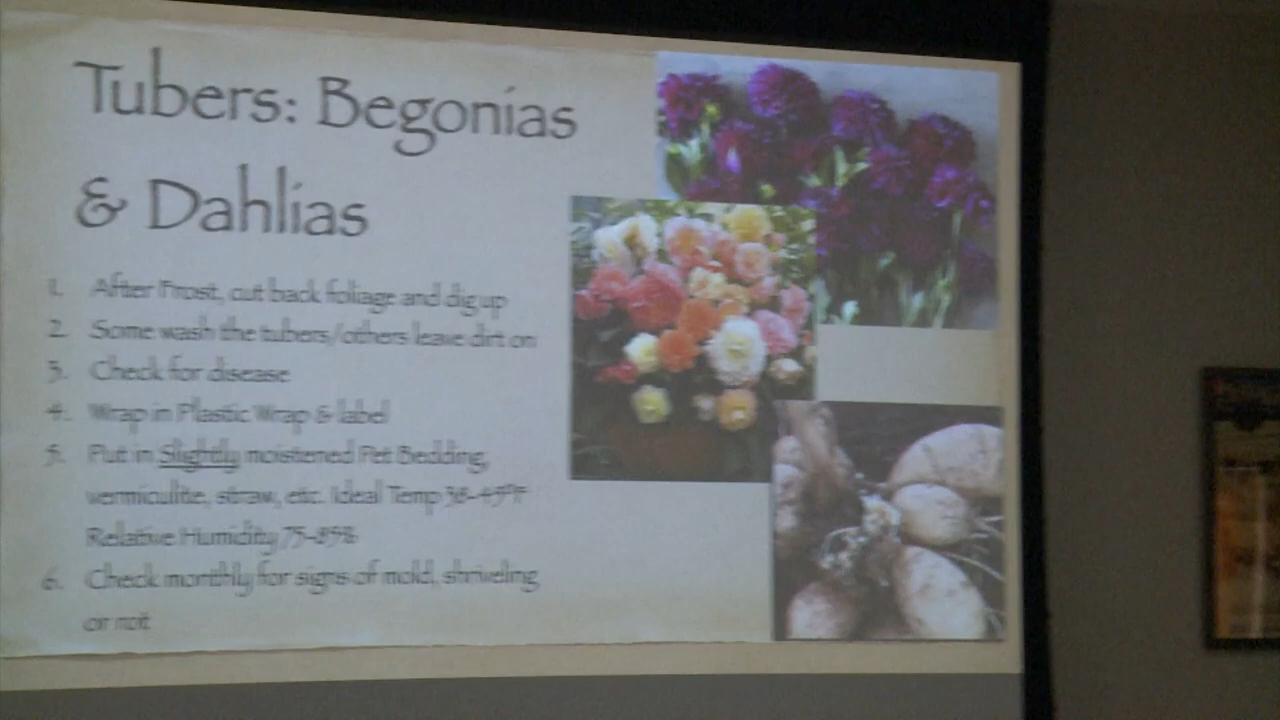 Tubers: Begonias
& Dahlias
1. After Frost, cut back foliage and dig up
2. Some wash the tubers/others leave dirt on
3. Check for disease
4. Wrap in Plastic Wrap & label
5. Put in Slightly moistened Pet Bedding,
vermiculite, straw, etc. Ideal Temp
Relative Humidity 75-85%
6. Check monthly for signs of mold, shriveling
or rot